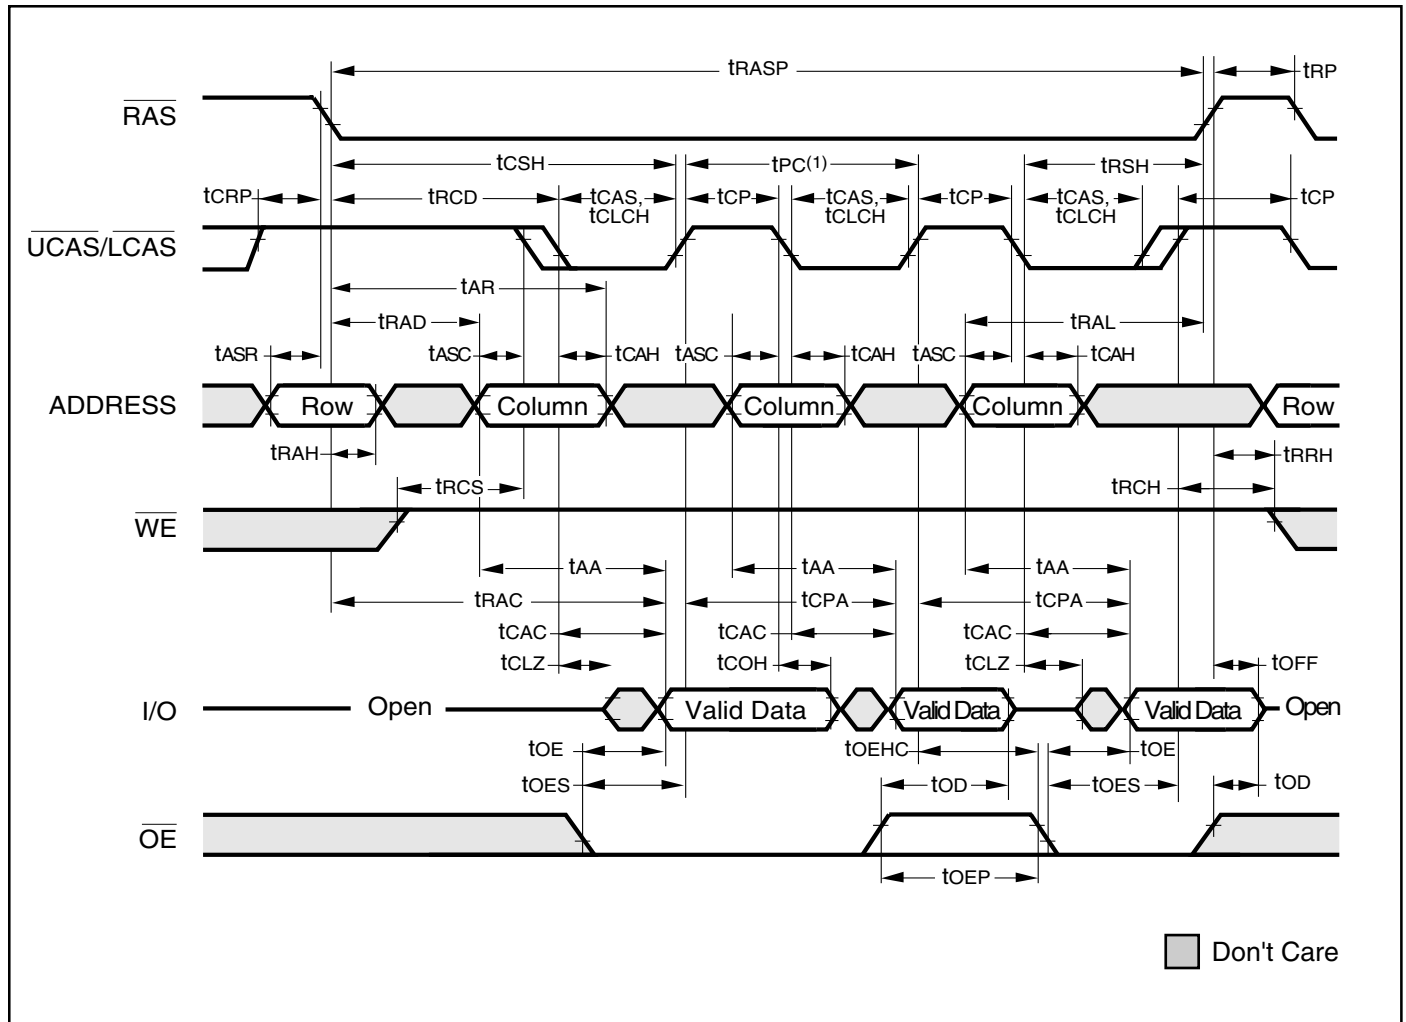 tRASP
tRP
RAS
tCSH
tPC(1)
tRSH
tCRP
tRCD
tCAS,
tCLCH
tCP
tCAS,
tCLCH
tCP
tCAS,
tCLCH
tCP
UCAS/LCAS
tAR
tRAD
tRAL
tASR
tASC
tCAH
tASC
tCAH
tASC
tCAH
ADDRESS
Row
Column
Column
Column
Row
tRAH
tRRH
tRCS
tRCH
WE
tAA
tAA
tAA
tRAC
tCPA
tCPA
tCAC
tCAC
tCAC
tCLZ
tCOH
tCLZ
tOFF
I/O
Open
Valid Data
Valid Data
Valid Data
Open
tOE
tOEHC
tOE
tOES
tOD
tOES
tOD
OE
tOEP
Don't Care